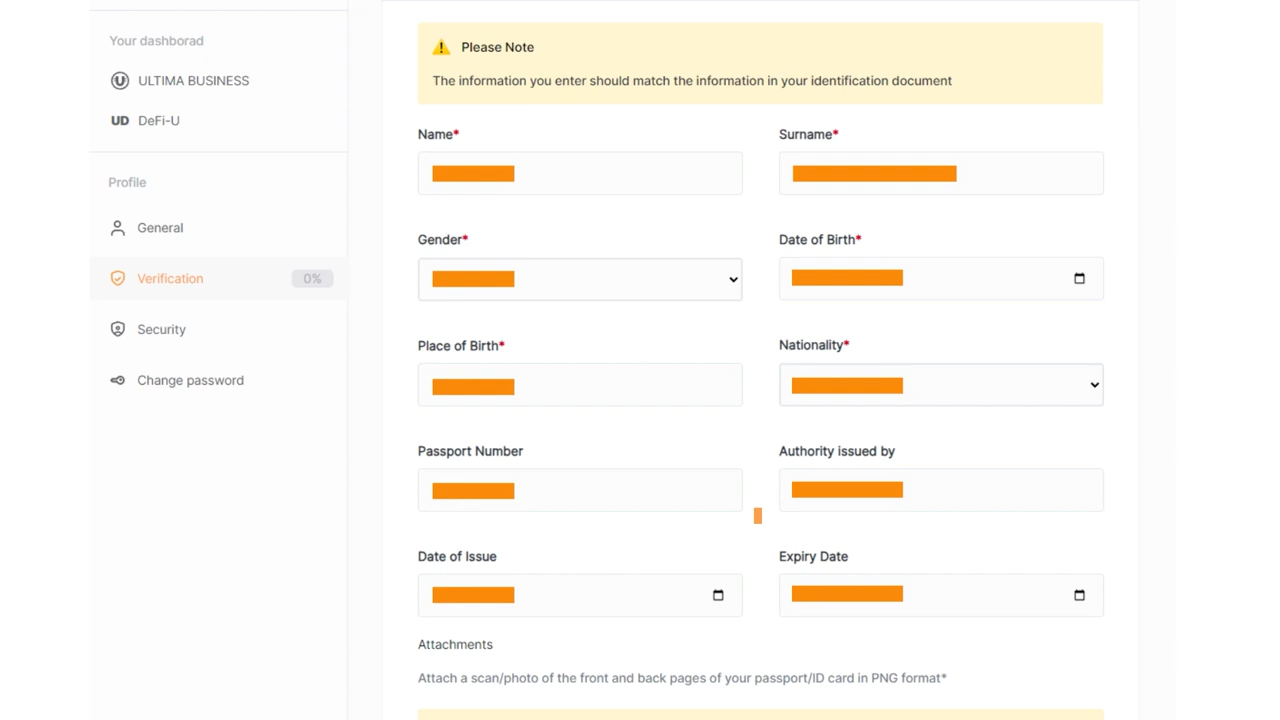 Your dashborad
ULTIMA BUSINESS
UD DeFi-U
Profile
General
Verification 0%
Security
Change password
Please Note
The information you enter should match the information in your identification document
Name* Surname*
Gender* Date of Birth*
Place of Birth* Nationality*
Passport Number Authority issued by
Date of Issue Expiry Date
Attachments
Attach a scan/photo of the front and back pages of your passport/ID card in PNG format*